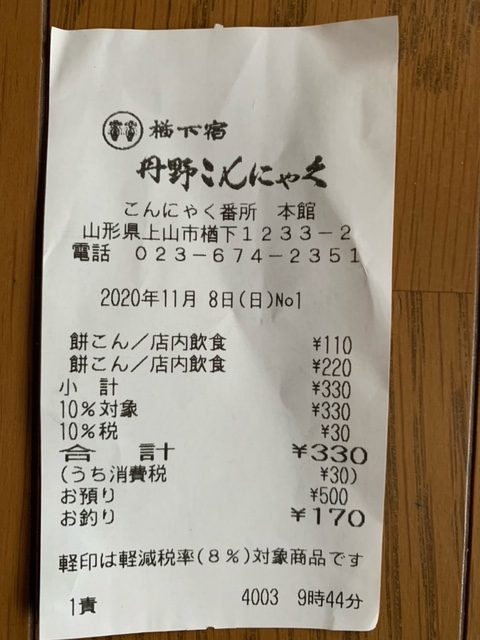 楢下宿
丹野こんにゃく
こんにゃく番所 本館
山形県上山市楢下1233-2
電話 023-674-2351
2020年11月 8日(日)No1
餅こん/店内飲食 ¥110
餅こん/店内飲食 ¥220
小 計 ¥330
10%対象 ¥330
10%税 ¥30
合 計 ¥330
(うち消費税 ¥30)
お預り ¥500
お釣り ¥170
軽印は軽減税率(8%)対象商品です
1責 4003 9時44分